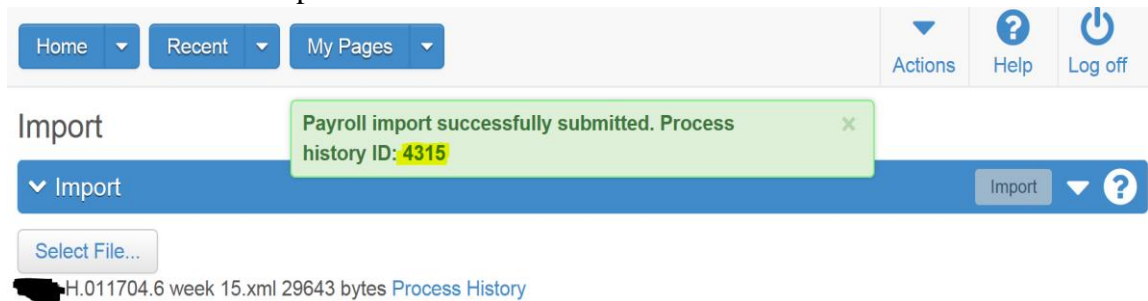 Home Recent My Pages
Actions Help Log off
Import
Payroll import successfully submitted. Process
history ID: 4315
×
Import Import ?
Select File...
H.011704.6 week 15.xml 29643 bytes Process History